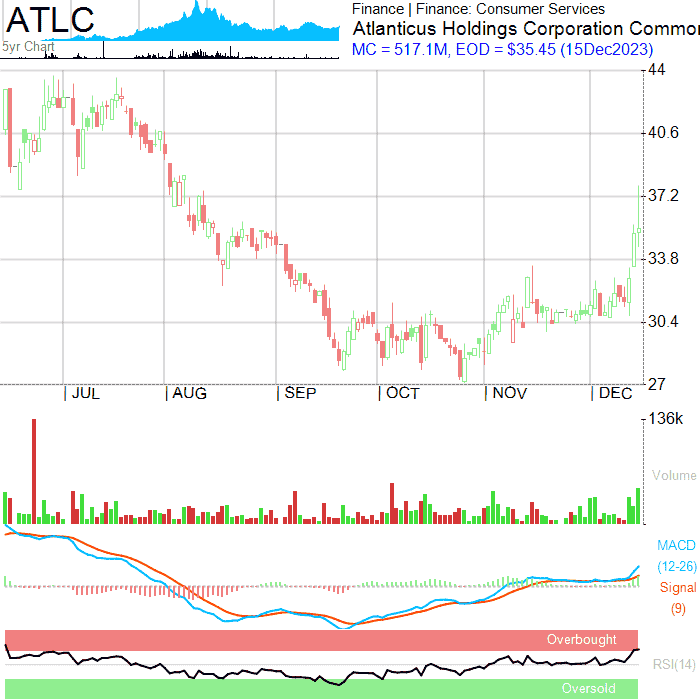 ATLC
5yr Chart
Finance | Finance: Consumer Services
Atlanticus Holdings Corporation Common
MC = 517.1M, EOD = $35.45 (15Dec2023)
44
40.6
37.2
33.8
30.4
27
JUL AUG SEP OCT NOV DEC
136k
Volume
MACD
(12-26)
Signal
(9)
Overbought
RSI(14)
Oversold